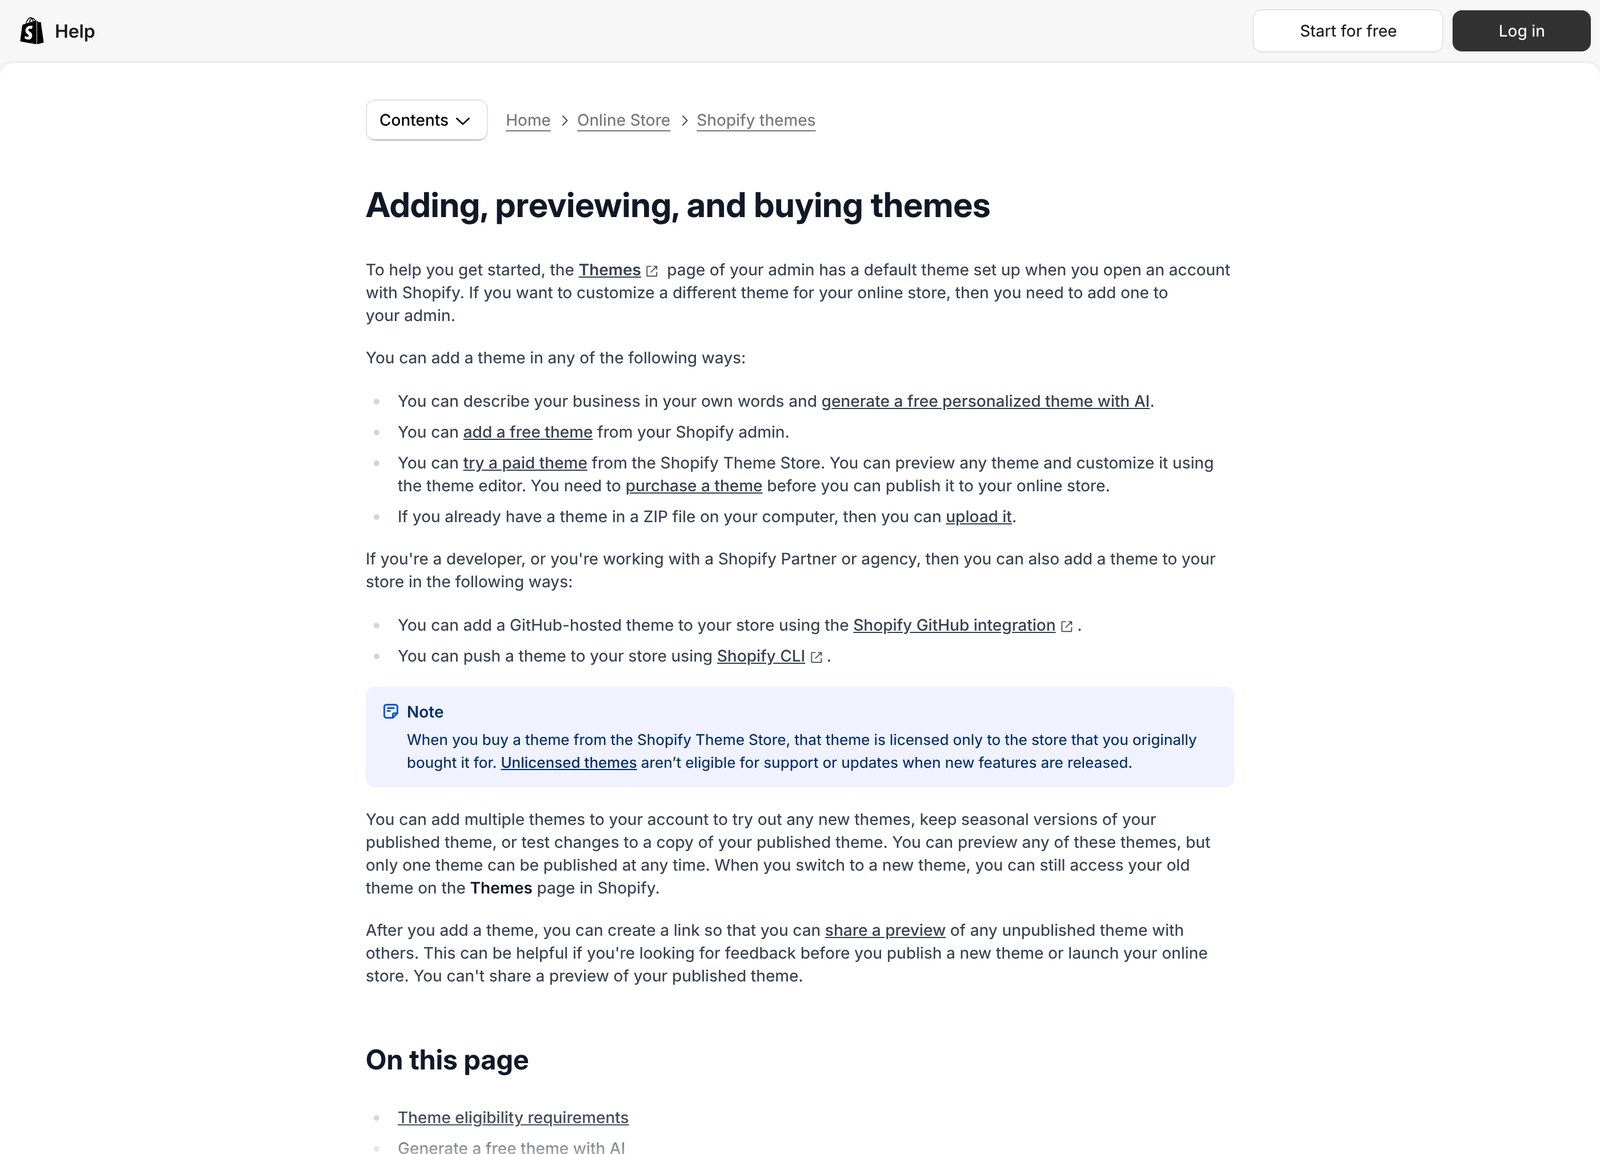 Help
Start for free
Log in
Contents
Home > Online Store > Shopify themes
Adding, previewing, and buying themes
To help you get started, the Themes page of your admin has a default theme set up when you open an account
with Shopify. If you want to customize a different theme for your online store, then you need to add one to
your admin.
You can add a theme in any of the following ways:
You can describe your business in your own words and generate a free personalized theme with AI.
You can add a free theme from your Shopify admin.
You can try a paid theme from the Shopify Theme Store. You can preview any theme and customize it using
the theme editor. You need to purchase a theme before you can publish it to your online store.
If you already have a theme in a ZIP file on your computer, then you can upload it.
If you're a developer, or you're working with a Shopify Partner or agency, then you can also add a theme to your
store in the following ways:
You can add a GitHub-hosted theme to your store using the Shopify GitHub integration .
You can push a theme to your store using Shopify CLI .
Note
When you buy a theme from the Shopify Theme Store, that theme is licensed only to the store that you originally
bought it for. Unlicensed themes aren’t eligible for support or updates when new features are released.
You can add multiple themes to your account to try out any new themes, keep seasonal versions of your
published theme, or test changes to a copy of your published theme. You can preview any of these themes, but
only one theme can be published at any time. When you switch to a new theme, you can still access your old
theme on the Themes page in Shopify.
After you add a theme, you can create a link so that you can share a preview of any unpublished theme with
others. This can be helpful if you're looking for feedback before you publish a new theme or launch your online
store. You can't share a preview of your published theme.
On this page
Theme eligibility requirements
Generate a free theme with AI